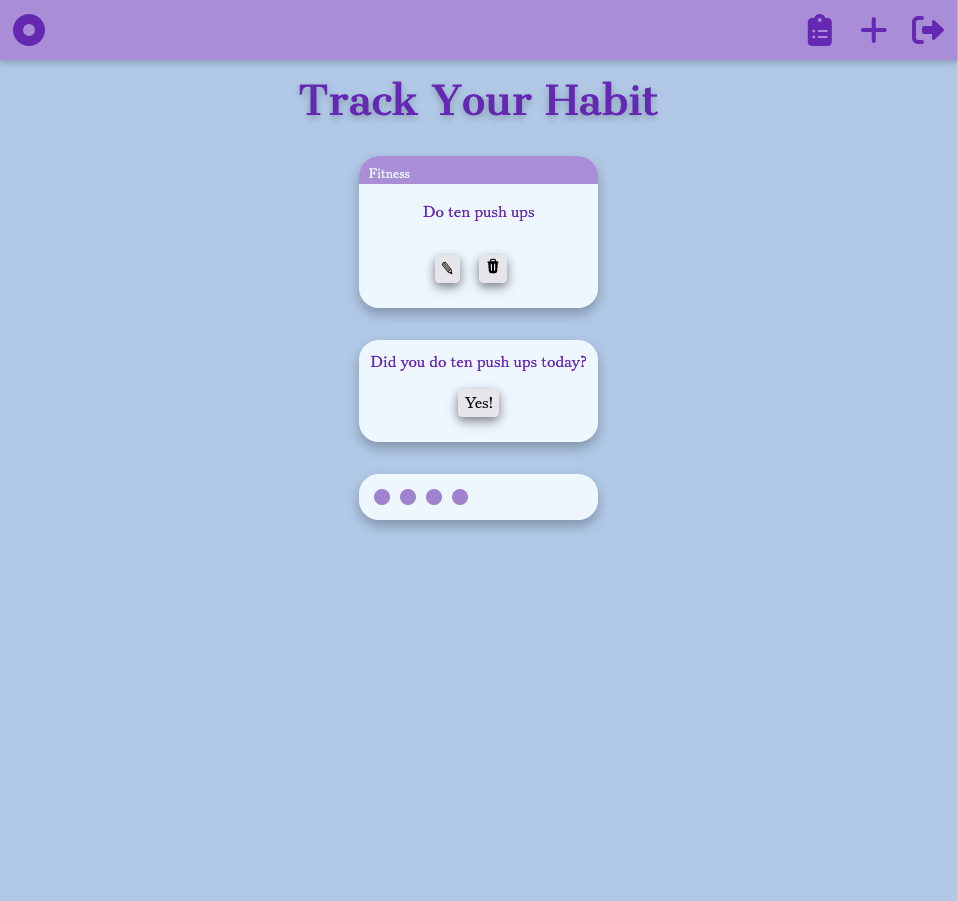 Track Your Habit
Fitness
Do ten push ups
Did you do ten push ups today?
Yes!